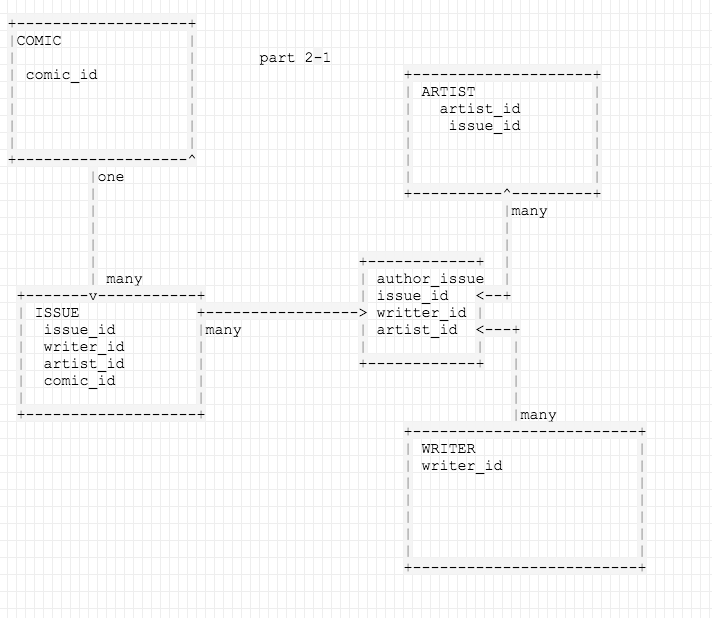 COMIC
comic_id
part 2-1
ARTIST
artist_id
issue_id
one
many
many
author_issue
issue_id
writter_id
artist_id
ISSUE
issue_id
writer_id
artist_id
comic_id
many
many
WRITER
writer_id